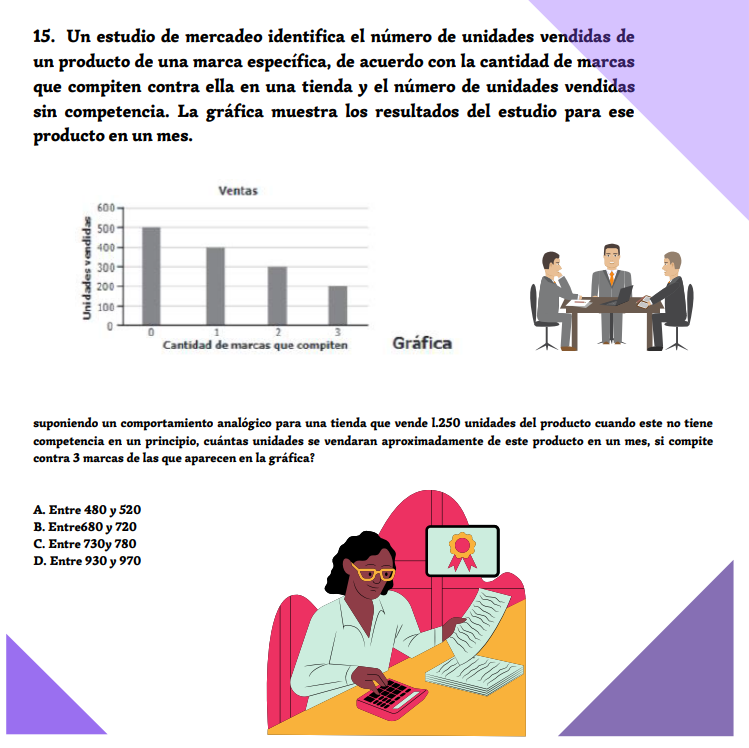 15. Un estudio de mercadeo identifica el número de unidades vendidas de
un producto de una marca específica, de acuerdo con la cantidad de marcas
que compiten contra ella en una tienda y el número de unidades vendidas
sin competencia. La gráfica muestra los resultados del estudio para ese
producto en un mes.
Ventas
Unidades vendidas
600
500
400
300
200
100
0
0 1 2 3
Cantidad de marcas que compiten
Gráfica
suponiendo un comportamiento analógico para una tienda que vende 1.250 unidades del producto cuando este no tiene
competencia en un principio, cuántas unidades se vendaran aproximadamente de este producto en un mes, si compite
contra 3 marcas de las que aparecen en la gráfica?
A. Entre 480 y 520
B. Entre680 y 720
C. Entre 730y 780
D. Entre 930 y 970